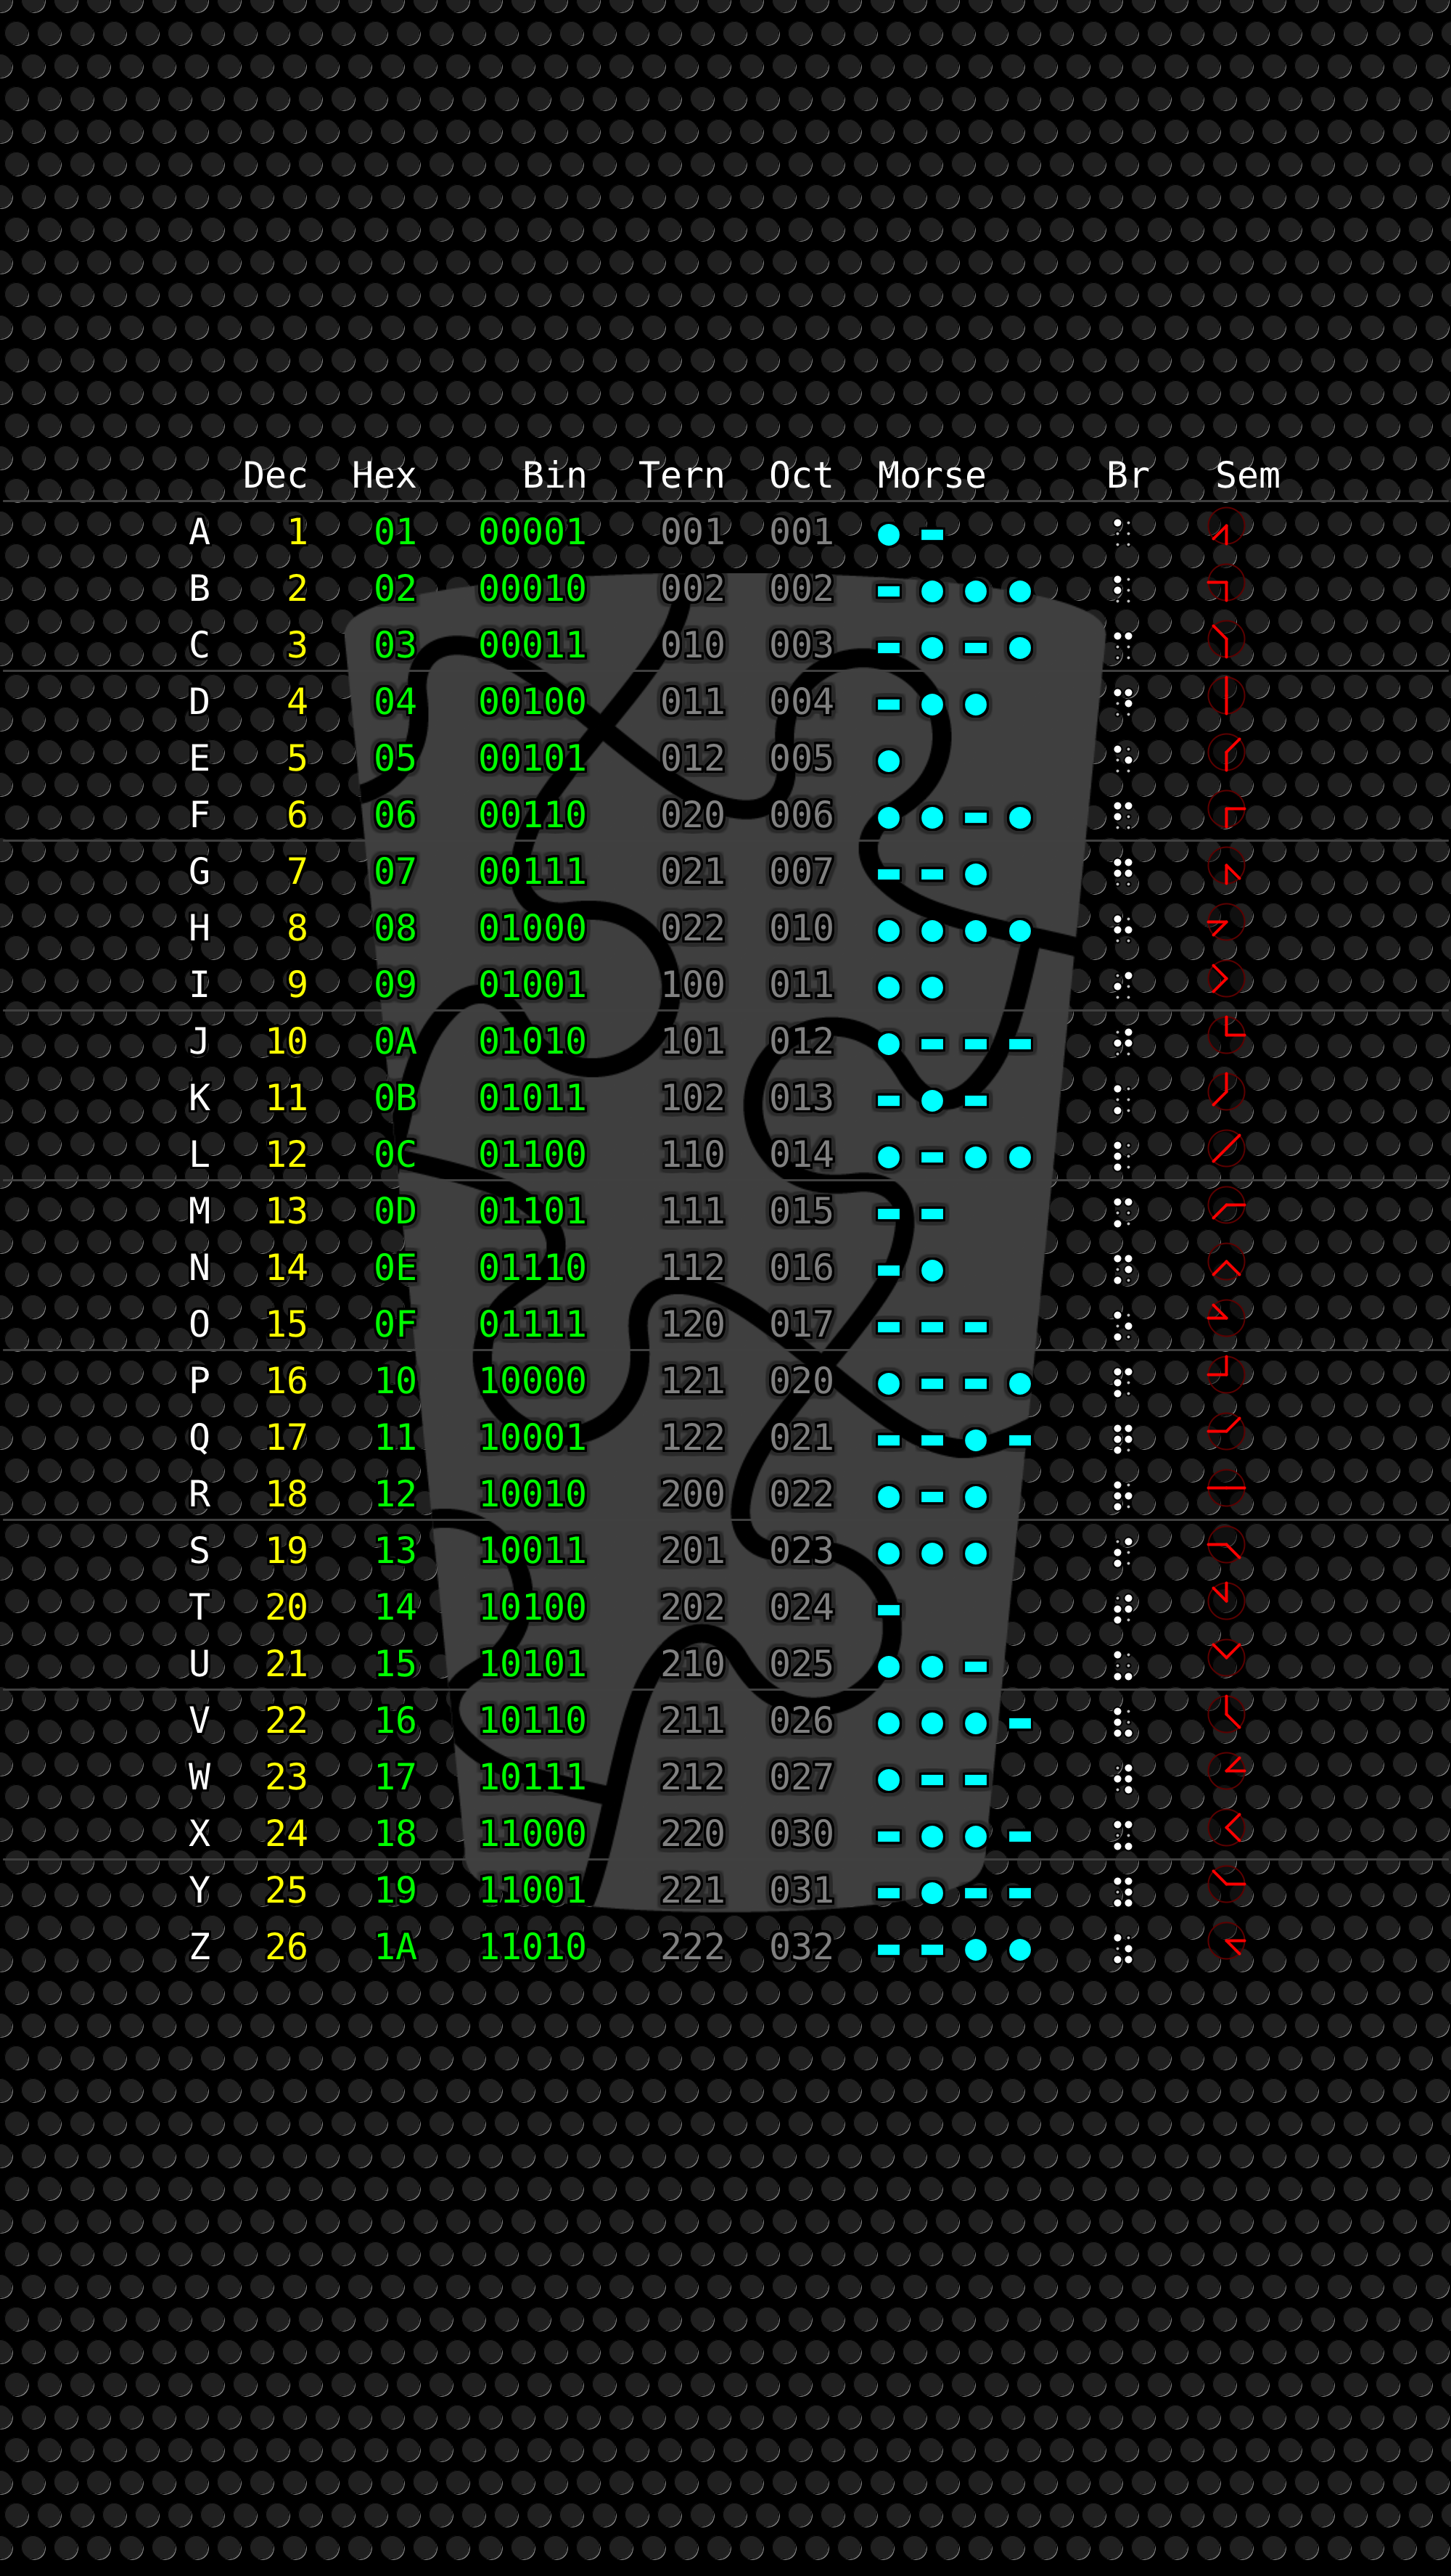 Dec Hex Bin Tern Oct Morse Br Sem
A 1 01 00001 001 001 ●- ⠁
B 2 02 00010 002 002 -●●● ⠃
C 3 03 00011 010 003 -●-● ⠉
D 4 04 00100 011 004 -●● ⠙
E 5 05 00101 012 005 ● ⠑
F 6 06 00110 020 006 ●●-● ⠋
G 7 07 00111 021 007 --● ⠛
H 8 08 01000 022 010 ●●●● ⠓
I 9 09 01001 100 011 ●● ⠊
J 10 0A 01010 101 012 ●--- ⠚
K 11 0B 01011 102 013 -●- ⠅
L 12 0C 01100 110 014 ●-●● ⠇
M 13 0D 01101 111 015 -- ⠍
N 14 0E 01110 112 016 -● ⠝
O 15 0F 01111 120 017 --- ⠕
P 16 10 10000 121 020 ●--● ⠏
Q 17 11 10001 122 021 --●- ⠟
R 18 12 10010 200 022 ●-● ⠗
S 19 13 10011 201 023 ●●● ⠎
T 20 14 10100 202 024 - ⠞
U 21 15 10101 210 025 ●●- ⠥
V 22 16 10110 211 026 ●●●- ⠧
W 23 17 10111 212 027 ●-- ⠺
X 24 18 11000 220 030 -●●- ⠭
Y 25 19 11001 221 031 -●-- ⠽
Z 26 1A 11010 222 032 --●● ⠵